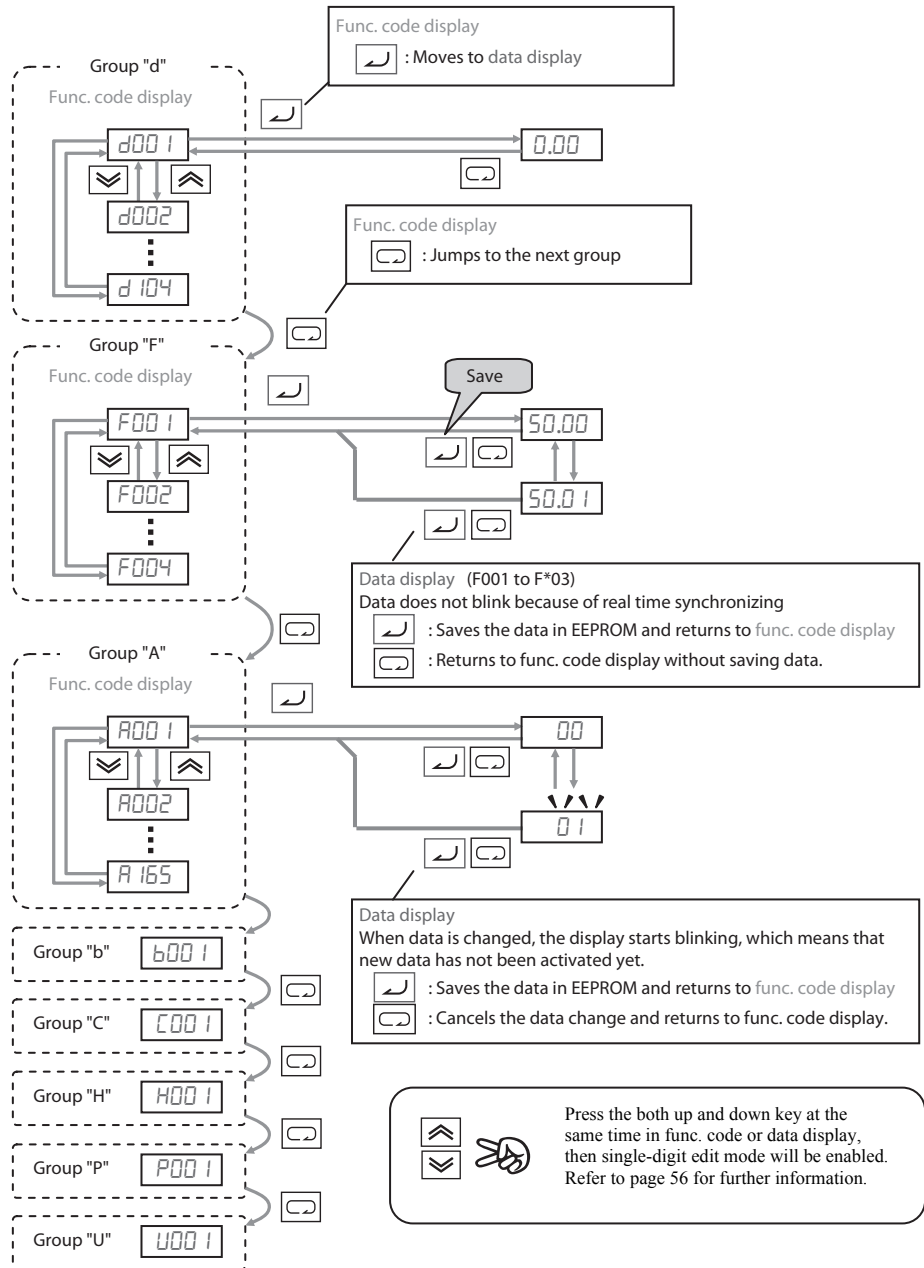 Func. code display
: Moves to data display
Group "d"
Func. code display
d001
0.00
d002
d104
Func. code display
: Jumps to the next group
Group "F"
Func. code display
Save
F001
50.00
F002
50.01
F004
Data display (F001 to F*03)
Data does not blink because of real time synchronizing
: Saves the data in EEPROM and returns to func. code display
: Returns to func. code display without saving data.
Group "A"
Func. code display
A001
00
A002
01
A165
Data display
When data is changed, the display starts blinking, which means that
new data has not been activated yet.
: Saves the data in EEPROM and returns to func. code display
: Cancels the data change and returns to func. code display.
Group "b" b001
Group "C" C001
Group "H" H001
Group "P" P001
Group "U" U001
Press the both up and down key at the
same time in func. code or data display,
then single-digit edit mode will be enabled.
Refer to page 56 for further information.